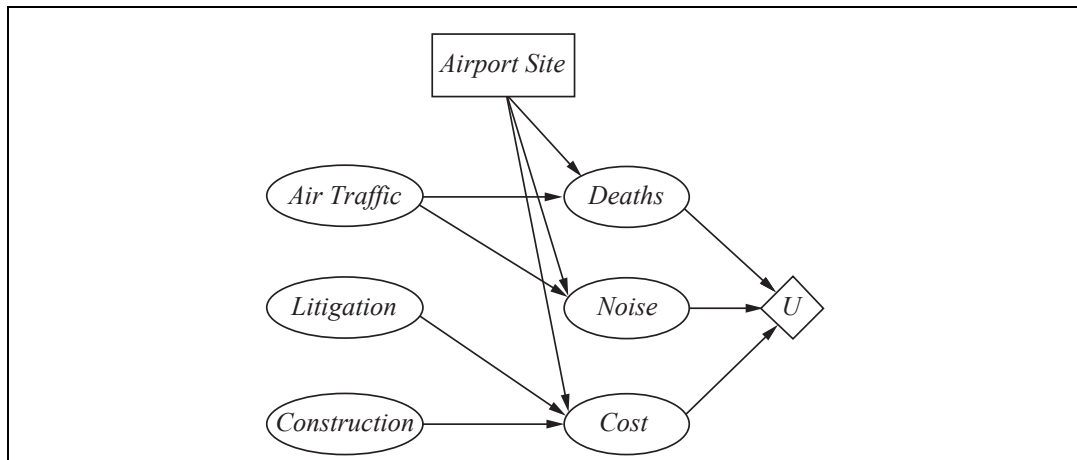 Airport Site
Air Traffic
Deaths
Litigation
Noise
U
Construction
Cost